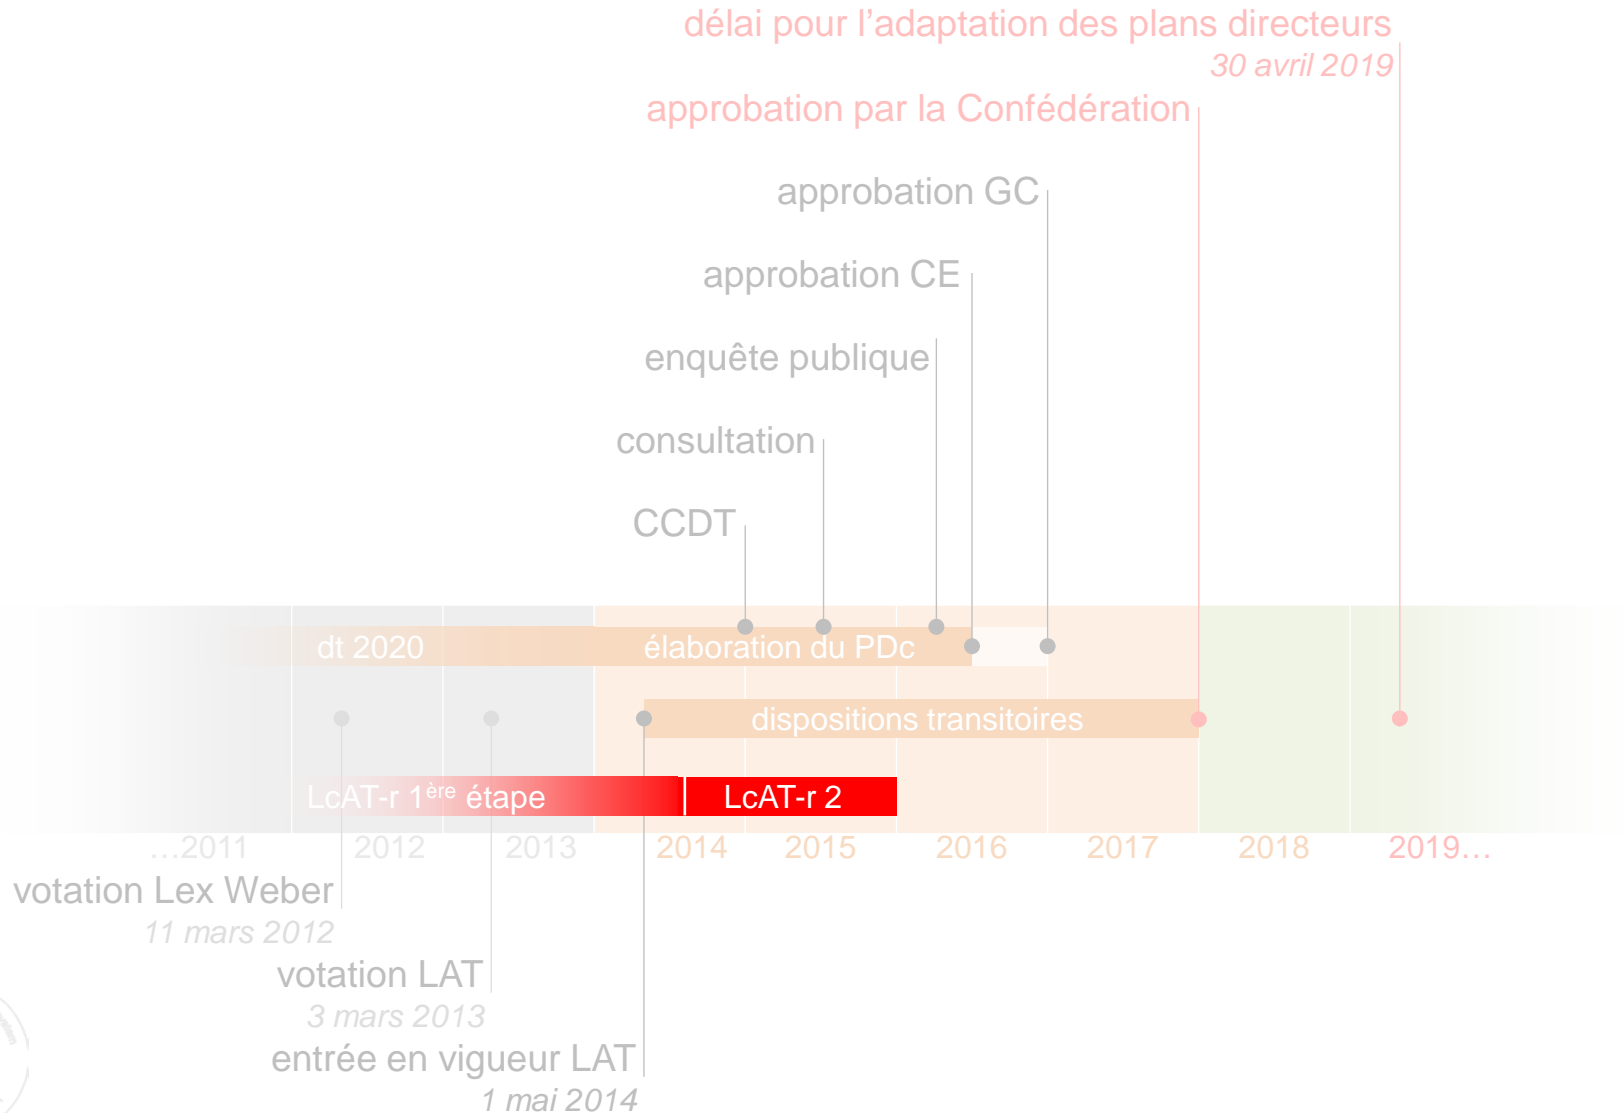 délai pour l’adaptation des plans directeurs
30 avril 2019
approbation par la Confédération
approbation GC
approbation CE
enquête publique
consultation
CCDT
dt 2020
élaboration du PDc
dispositions transitoires
LcAT-r 1ère étape
LcAT-r 2
…2011 2012 2013 2014 2015 2016 2017 2018 2019…
votation Lex Weber
11 mars 2012
votation LAT
3 mars 2013
entrée en vigueur LAT
1 mai 2014